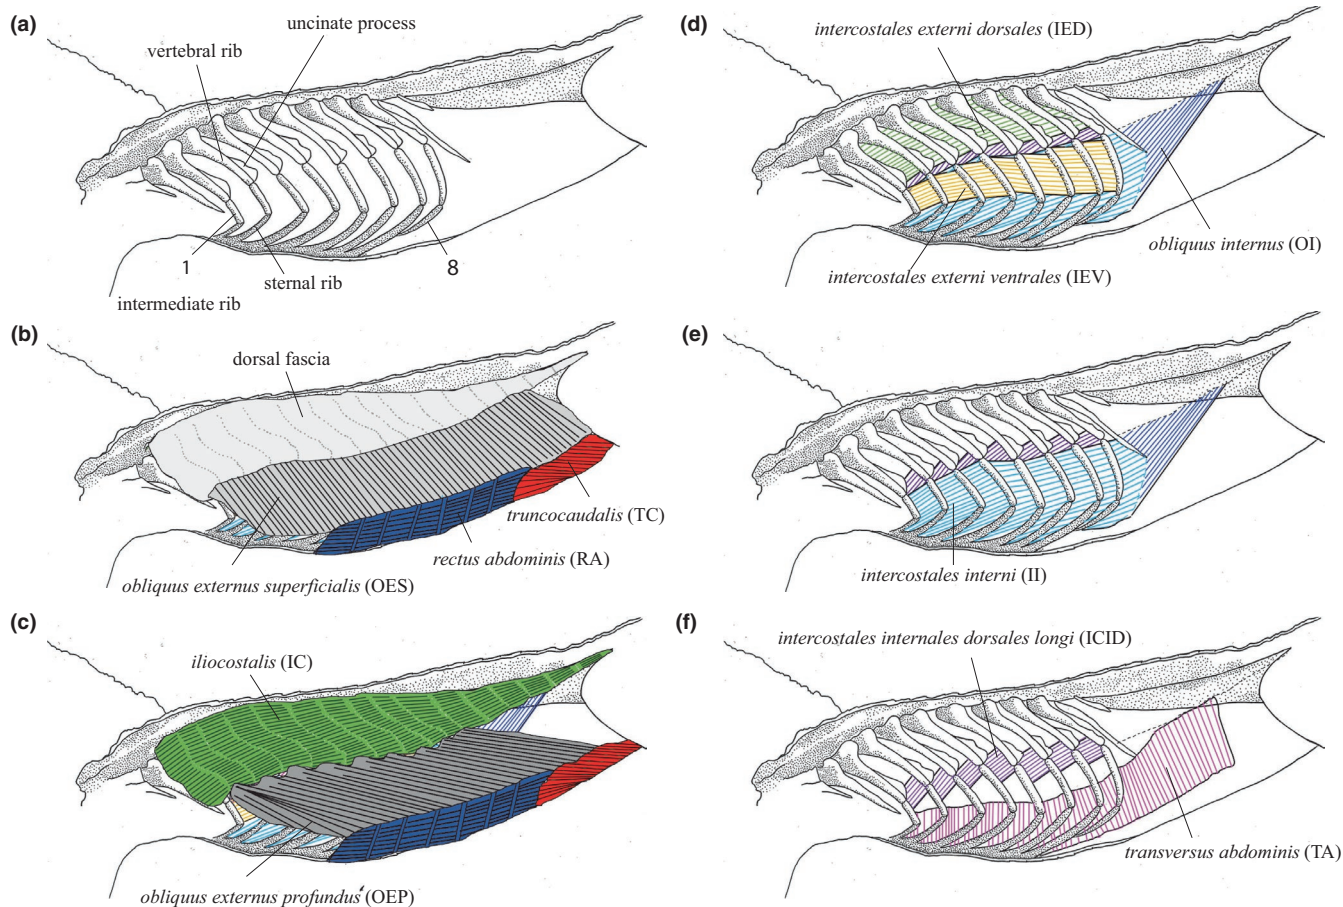 (a)
uncinate process
vertebral rib
1
8
sternal rib
intermediate rib
(b)
dorsal fascia
truncocaudalis (TC)
rectus abdominis (RA)
obliquus externus superficialis (OES)
(c)
iliocostalis (IC)
obliquus externus profundus (OEP)
(d)
intercostales externi dorsales (IED)
obliquus internus (OI)
intercostales externi ventrales (IEV)
(e)
intercostales interni (II)
(f)
intercostales internales dorsales longi (ICID)
transversus abdominis (TA)